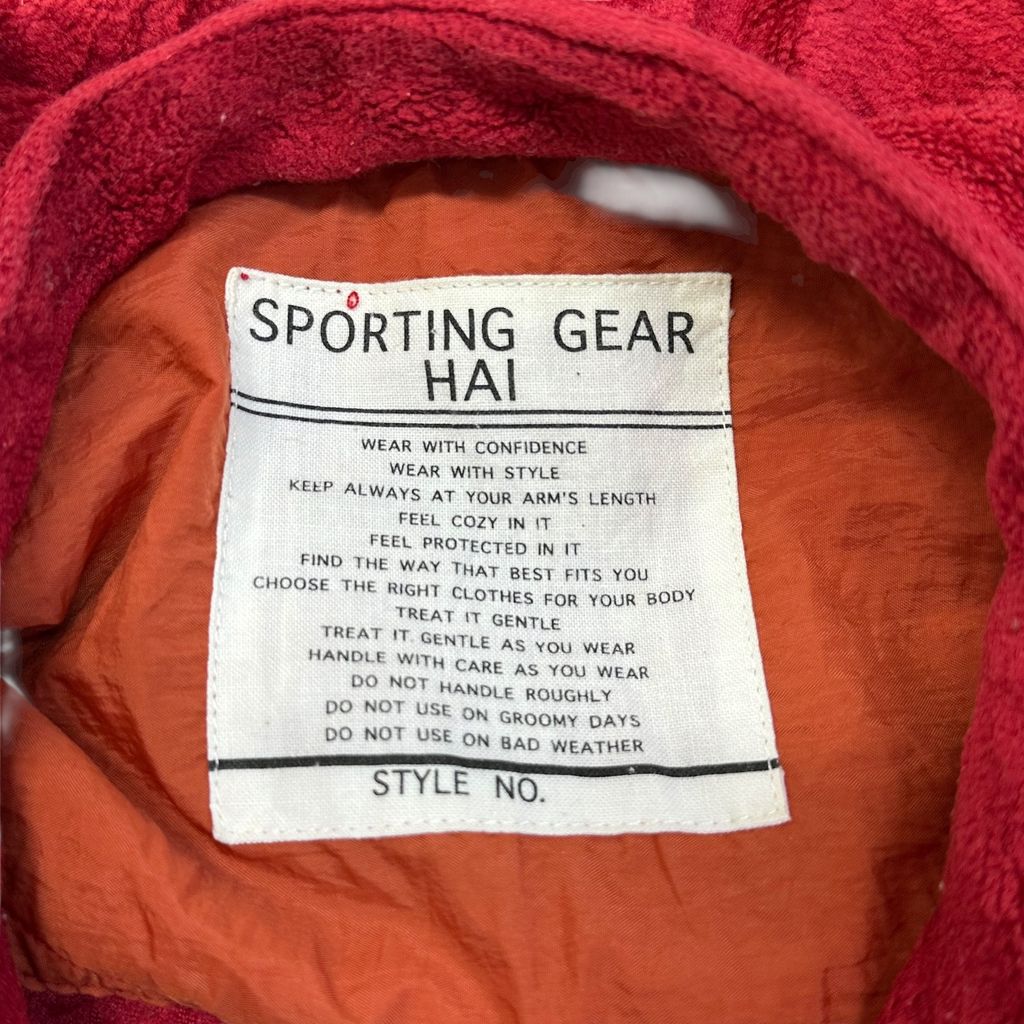 SPORTING GEAR
HAI
WEAR WITH CONFIDENCE
WEAR WITH STYLE
KEEP ALWAYS AT YOUR ARM'S LENGTH
FEEL COZY IN IT
FEEL PROTECTED IN IT
FIND THE WAY THAT BEST FITS YOU
CHOOSE THE RIGHT CLOTHES FOR YOUR BODY
TREAT IT GENTLE
TREAT IT GENTLE AS YOU WEAR
HANDLE WITH CARE AS YOU WEAR
DO NOT HANDLE ROUGHLY
DO NOT USE ON GROOMY DAYS
DO NOT USE ON BAD WEATHER
STYLE NO.